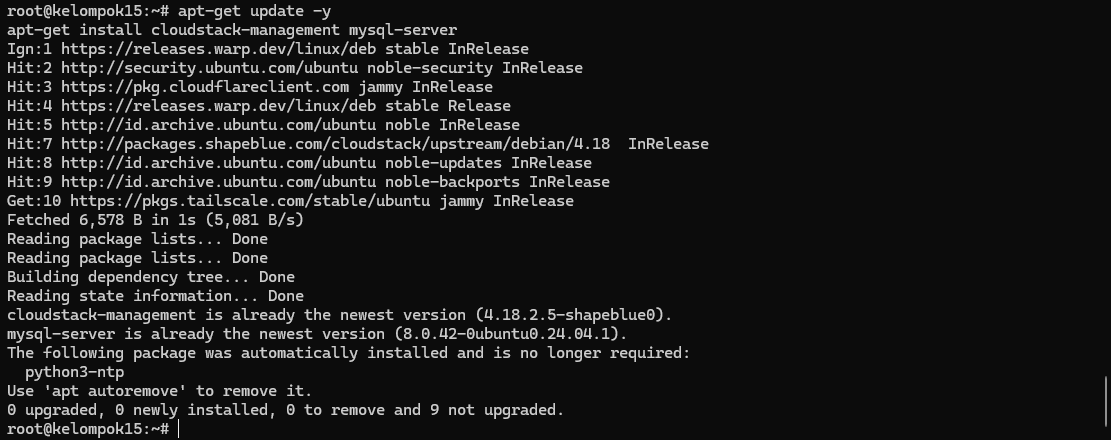 root@kelompok15:~# apt-get update -y
apt-get install cloudstack-management mysql-server
Ign:1 https://releases.warp.dev/linux/deb stable InRelease
Hit:2 http://security.ubuntu.com/ubuntu noble-security InRelease
Hit:3 https://pkg.cloudflareclient.com jammy InRelease
Hit:4 https://releases.warp.dev/linux/deb stable Release
Hit:5 http://id.archive.ubuntu.com/ubuntu noble InRelease
Hit:7 http://packages.shapeblue.com/cloudstack/upstream/debian/4.18  InRelease
Hit:8 http://id.archive.ubuntu.com/ubuntu noble-updates InRelease
Hit:9 http://id.archive.ubuntu.com/ubuntu noble-backports InRelease
Get:10 https://pkgs.tailscale.com/stable/ubuntu jammy InRelease
Fetched 6,578 B in 1s (5,081 B/s)
Reading package lists... Done
Reading package lists... Done
Building dependency tree... Done
Reading state information... Done
cloudstack-management is already the newest version (4.18.2.5-shapeblue0).
mysql-server is already the newest version (8.0.42-0ubuntu0.24.04.1).
The following package was automatically installed and is no longer required:
  python3-ntp
Use 'apt autoremove' to remove it.
0 upgraded, 0 newly installed, 0 to remove and 9 not upgraded.
root@kelompok15:~#